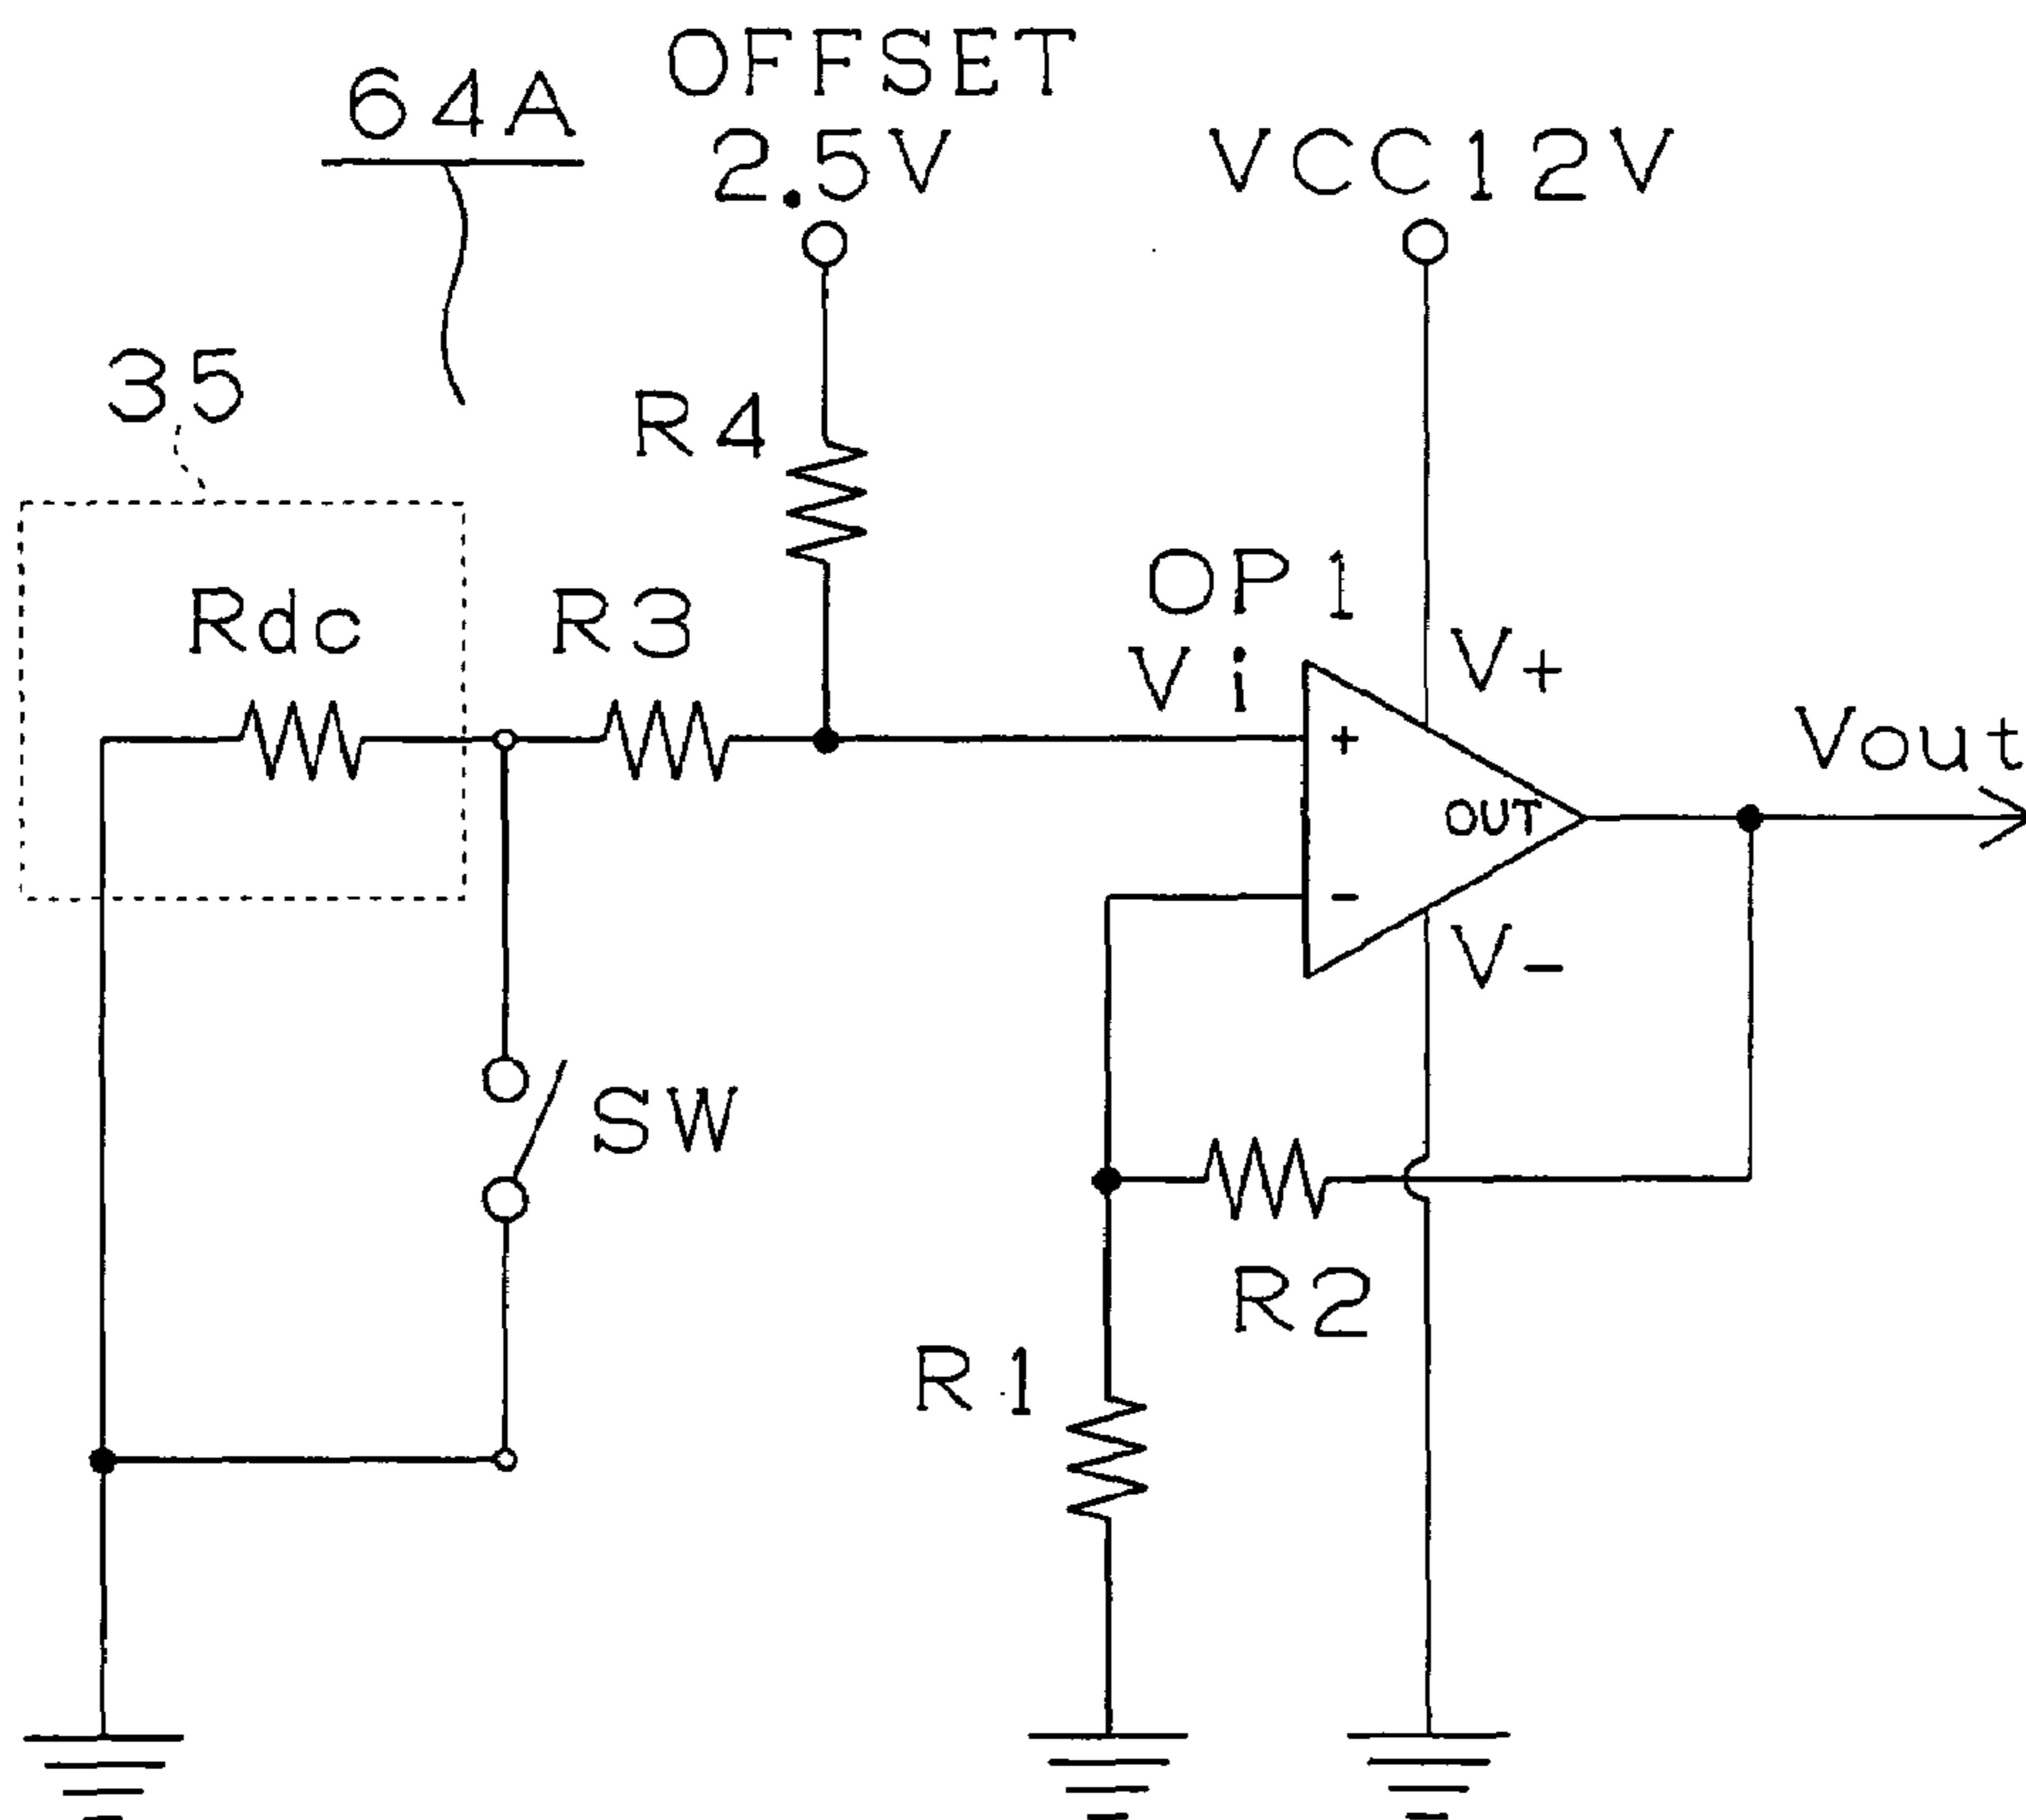 64A
OFFSET
2.5V
VCC12V
35
R4
Rdc
R3
OP1
Vi
V+
Vout
+
OUT
-
V-
SW
R2
R1